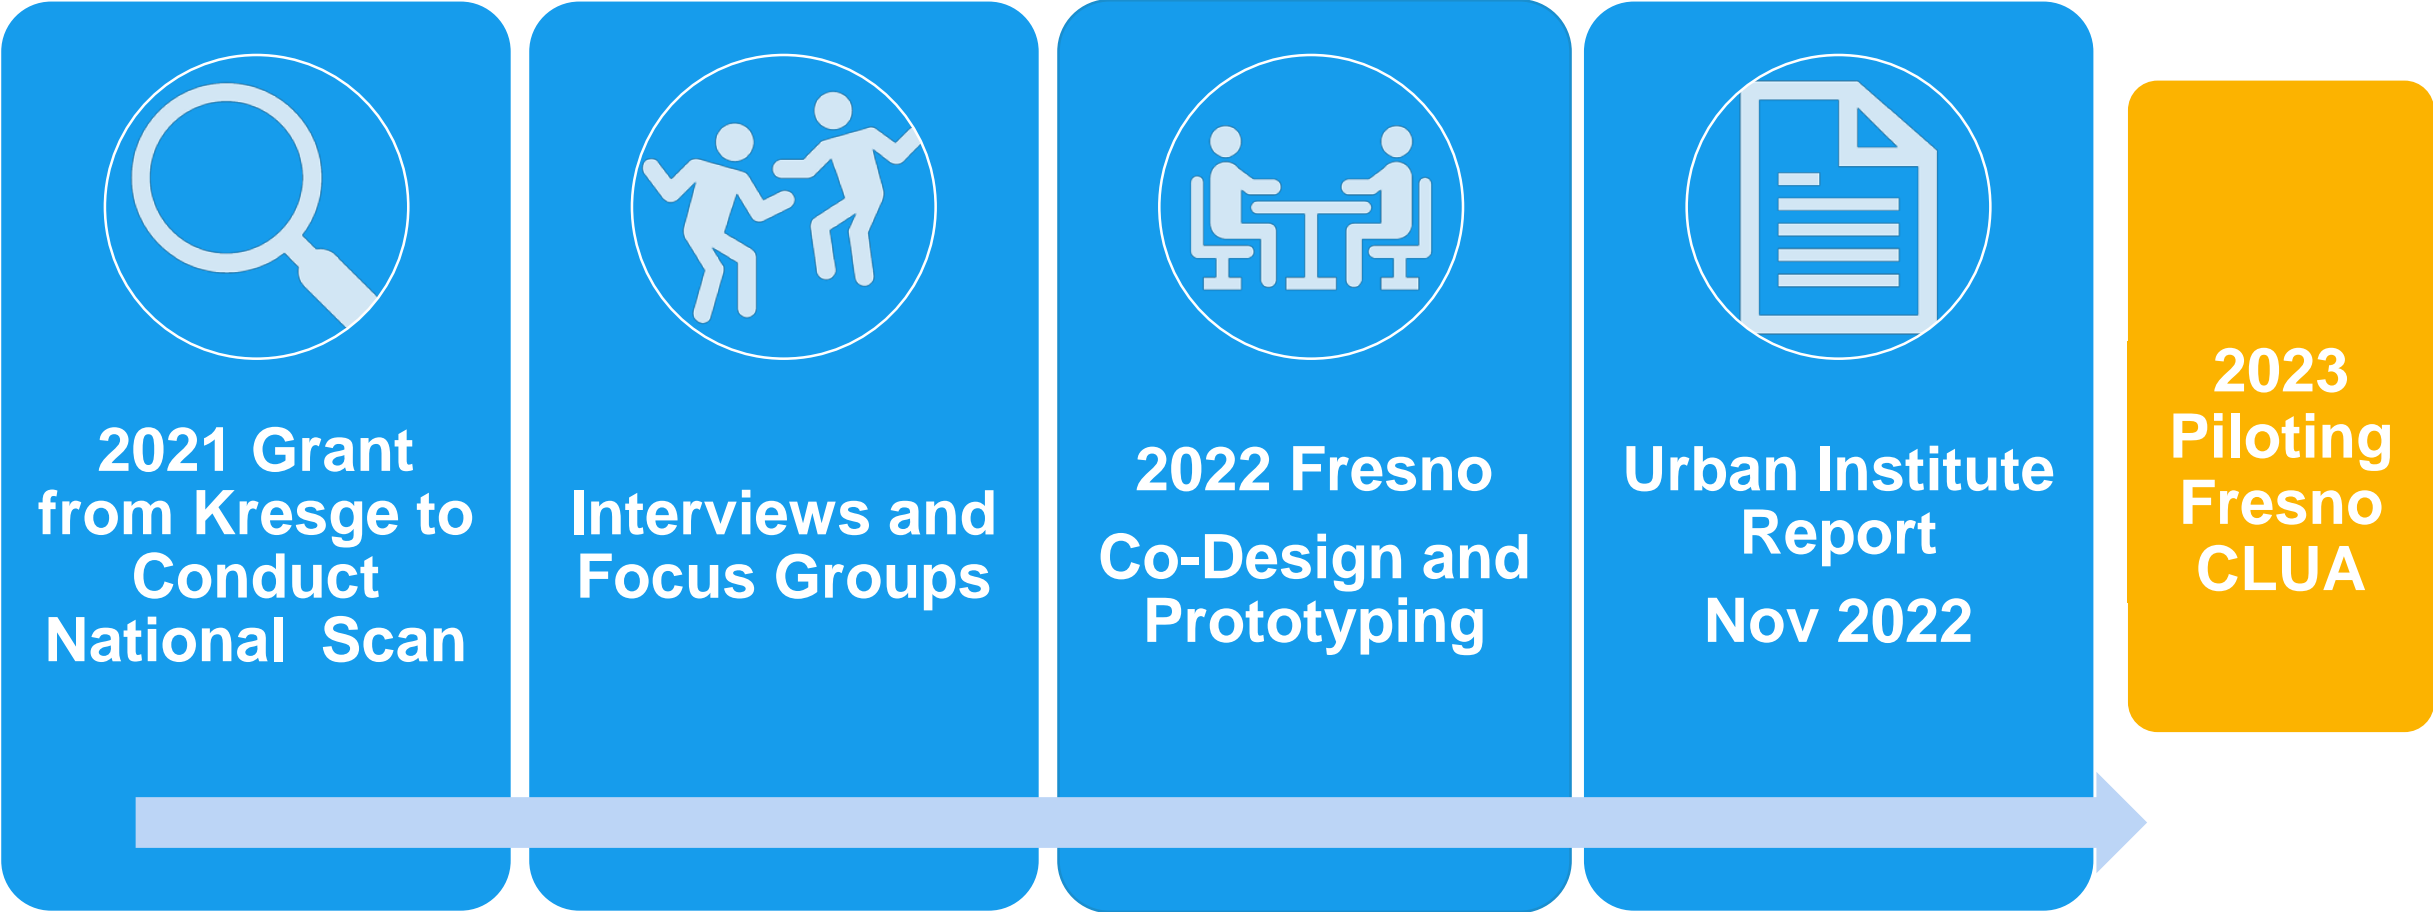 2021 Grant
from Kresge to
Conduct
National  Scan
Interviews and
Focus Groups
2022 Fresno
Co-Design and
Prototyping
Urban Institute
Report
Nov 2022
2023
Piloting
Fresno
CLUA